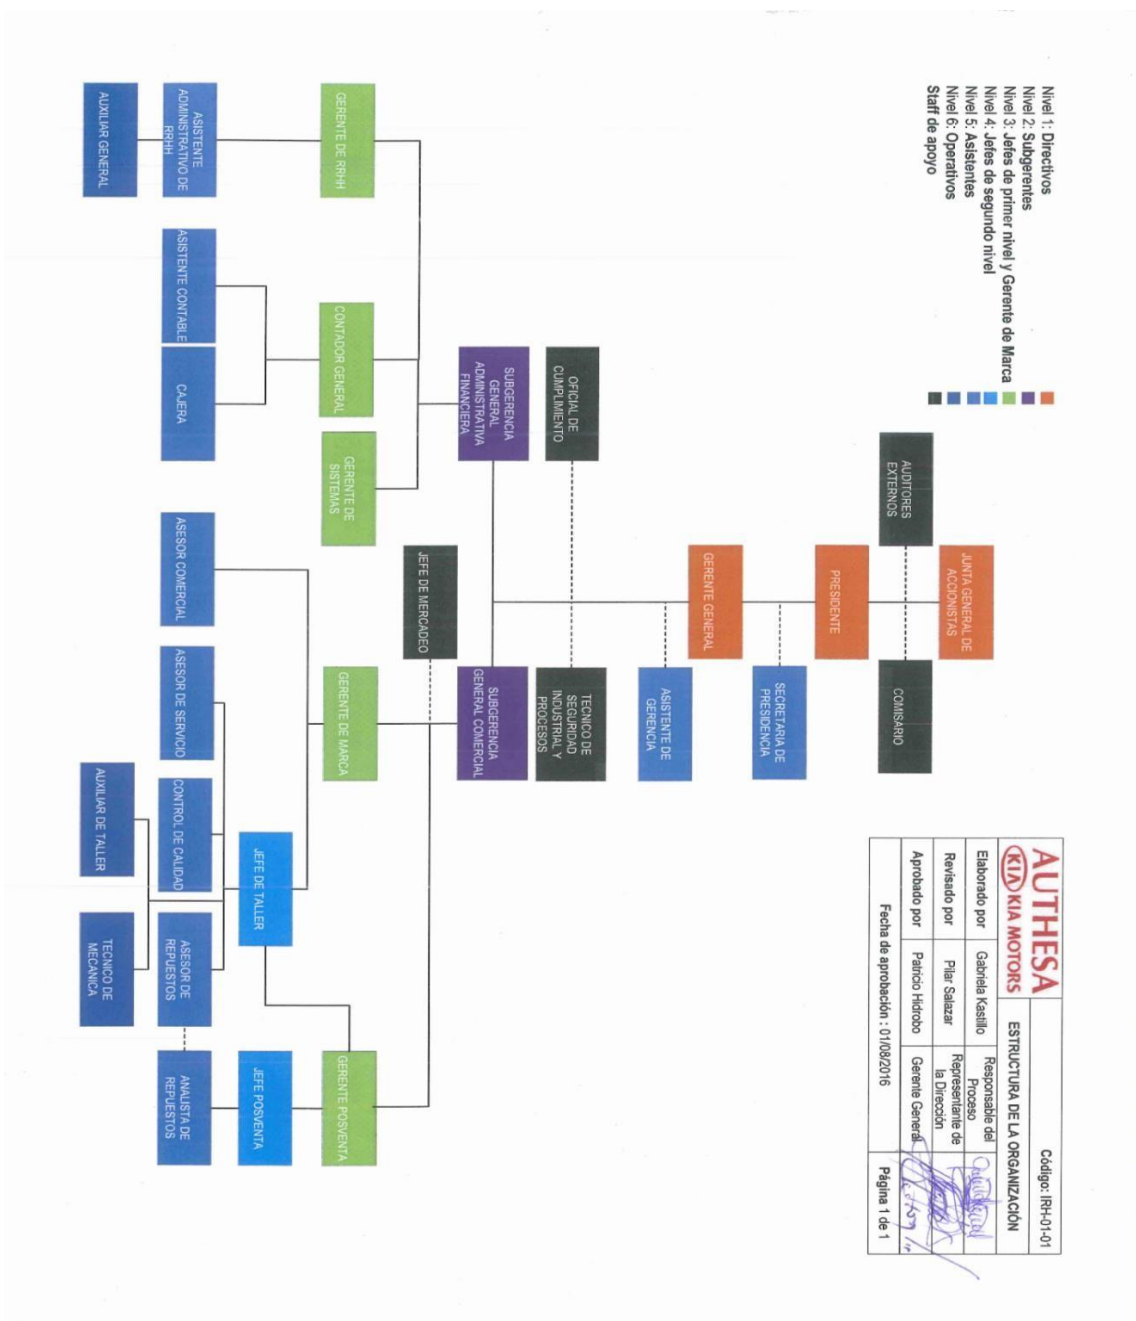 Nivel 1: Directivos
Nivel 2: Subgerentes
Nivel 3: Jefes de primer nivel y Gerente de Marca
Nivel 4: Jefes de segundo nivel
Nivel 5: Asistentes
Nivel 6: Operativos
Staff de apoyo
AUTHESA
KIA KIA MOTORS
Código: IRH-01-01
ESTRUCTURA DE LA ORGANIZACIÓN
Elaborado por
Gabriela Kastillo
Responsable del
Proceso
Revisado por
Pilar Salazar
Representante de
la Dirección
Aprobado por
Patricio Hidrobo
Gerente General
Fecha de aprobación : 01/08/2016
Página 1 de 1
JUNTA GENERAL DE
ACCIONISTAS
AUDITORES
EXTERNOS
COMISARIO
PRESIDENTE
SECRETARIA DE
PRESIDENCIA
GERENTE GENERAL
ASISTENTE DE
GERENCIA
OFICIAL DE
CUMPLIMIENTO
TECNICO DE
SEGURIDAD
INDUSTRIAL Y
PROCESOS
SUBGERENCIA
GENERAL
ADMINISTRATIVA
FINANCIERA
SUBGERENCIA
GENERAL COMERCIAL
JEFE DE MERCADEO
GERENTE DE RRHH
CONTADOR GENERAL
GERENTE DE
SISTEMAS
GERENTE DE MARCA
GERENTE POSVENTA
JEFE DE TALLER
JEFE POSVENTA
ASISTENTE
ADMINISTRATIVO DE
RRHH
ASISTENTE CONTABLE
CAJERA
ASESOR COMERCIAL
ASESOR DE SERVICIO
CONTROL DE CALIDAD
ASESOR DE
REPUESTOS
ANALISTA DE
REPUESTOS
AUXILIAR GENERAL
AUXILIAR DE TALLER
TECNICO DE
MECANICA